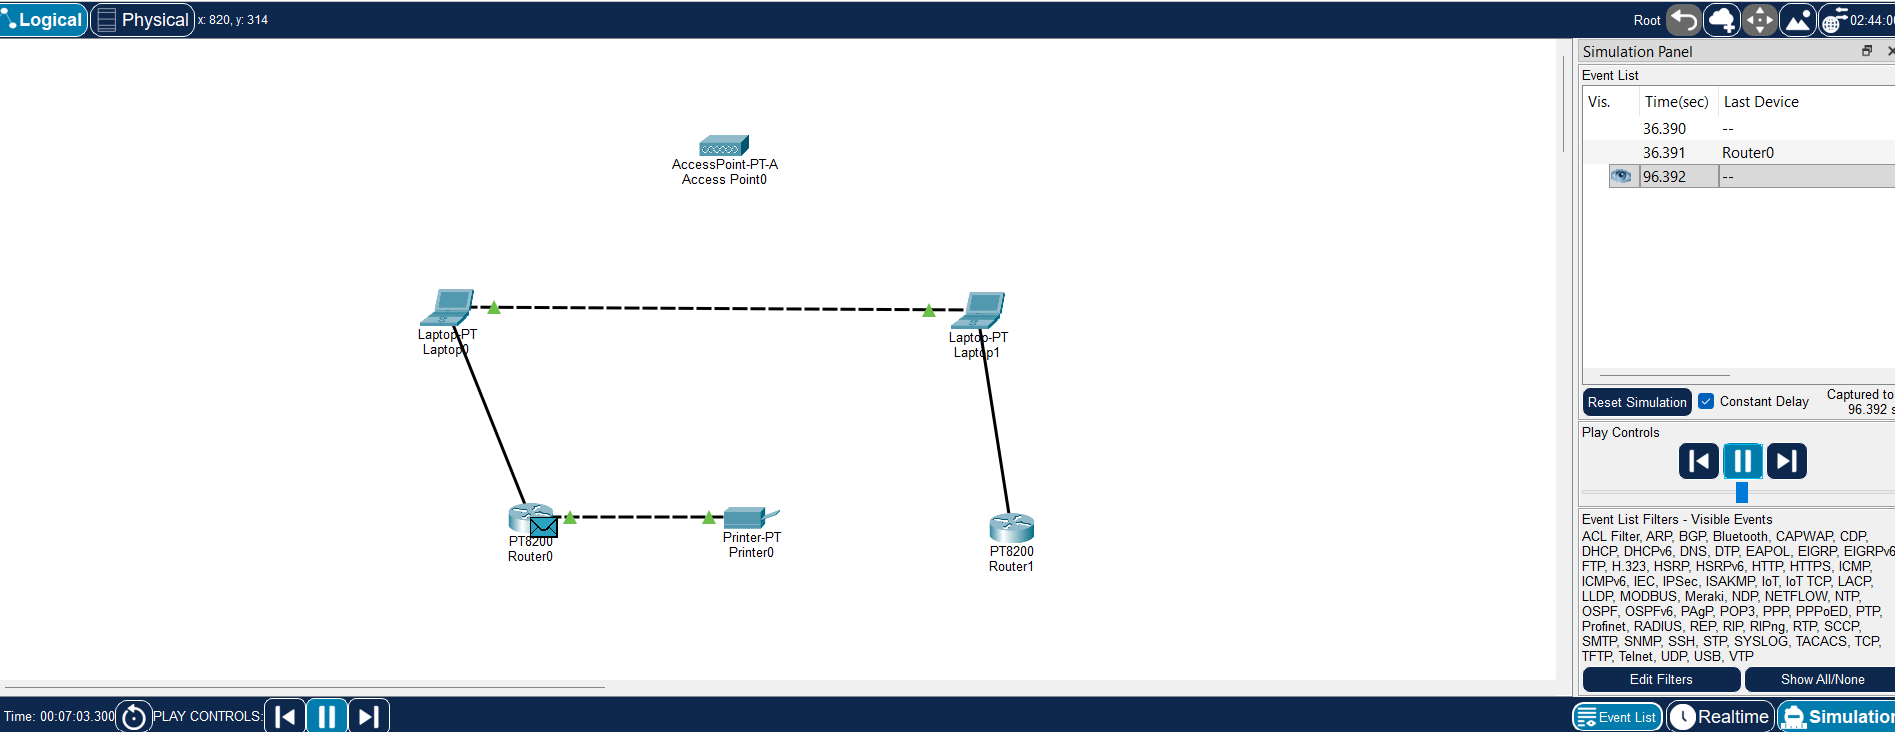 Logical Physical x: 820, y: 314 Root 02:44:0
Simulation Panel
Event List
Vis. Time(sec) Last Device
36.390 --
36.391 Router0
96.392 --
AccessPoint-PT-A
Access Point0
Laptop-PT
Laptop0
Laptop-PT
Laptop1
PT8200
Router0
Printer-PT
Printer0
PT8200
Router1
Reset Simulation Constant Delay Captured to
96.392 s
Play Controls
Event List Filters - Visible Events
ACL Filter, ARP, BGP, Bluetooth, CAPWAP, CDP,
DHCP, DHCPv6, DNS, DTP, EAPOL, EIGRP, EIGRPv6
FTP, H.323, HSRP, HSRPv6, HTTP, HTTPS, ICMP,
ICMPv6, IEC, IPSec, ISAKMP, IoT, IoT TCP, LACP,
LLDP, MODBUS, Meraki, NDP, NETFLOW, NTP,
OSPF, OSPFv6, PAgP, POP3, PPP, PPPoED, PTP,
Profinet, RADIUS, REP, RIP, RIPng, RTP, SCCP,
SMTP, SNMP, SSH, STP, SYSLOG, TACACS, TCP,
TFTP, Telnet, UDP, USB, VTP
Edit Filters Show All/None
Time: 00:07:03.300 PLAY CONTROLS: Event List Realtime Simulation